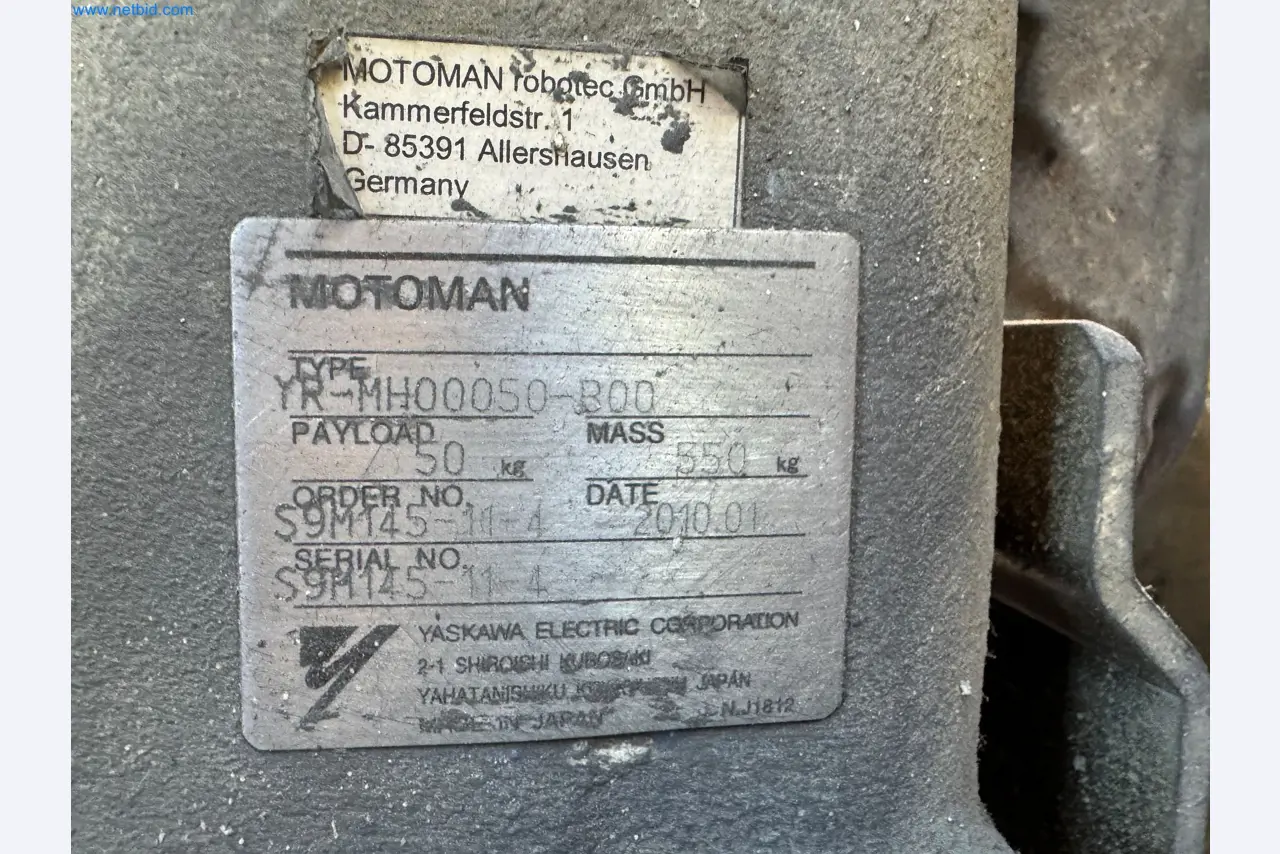 www.netbid.com
MOTOMAN robotec GmbH
Kammerfeldstr. 1
D- 85391 Allershausen
Germany
MOTOMAN
TYPE
YR-MH00050-B00
PAYLOAD MASS
50 kg 550 kg
ORDER NO. DATE
S9M145-11-4 2010.01
SERIAL NO.
S9M145-11-4
YASKAWA ELECTRIC CORPORATION
2-1 SHIROISHI
YAHATANISHIKU JAPAN
MADE IN JAPAN NJ1812